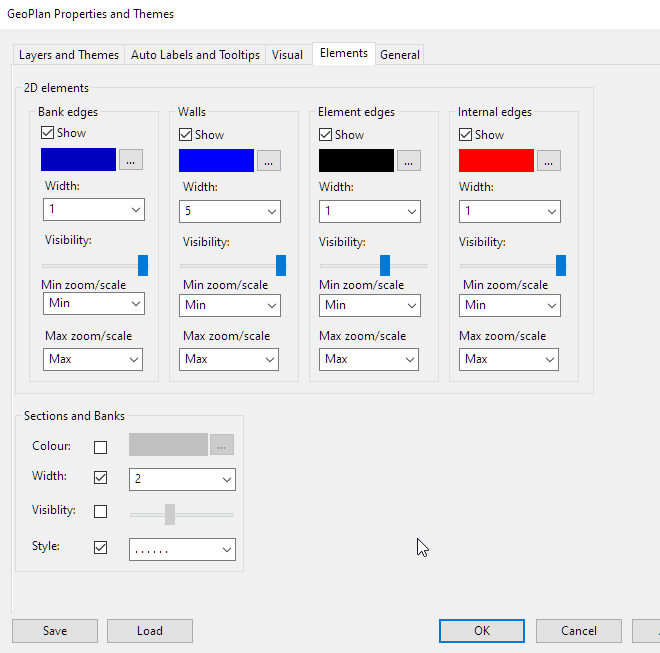 GeoPlan Properties and Themes
Layers and Themes Auto Labels and Tooltips Visual Elements General
2D elements
Bank edges Walls Element edges Internal edges
Show Show Show Show
... ... ... ...
Width: Width: Width: Width:
1 5 1 1
Visibility: Visibility: Visibility: Visibility:
Min zoom/scale Min zoom/scale Min zoom/scale Min zoom/scale
Min Min Min Min
Max zoom/scale Max zoom/scale Max zoom/scale Max zoom/scale
Max Max Max Max
Sections and Banks
Colour: ...
Width: 2
Visiblity:
Style: ......
Save Load OK Cancel